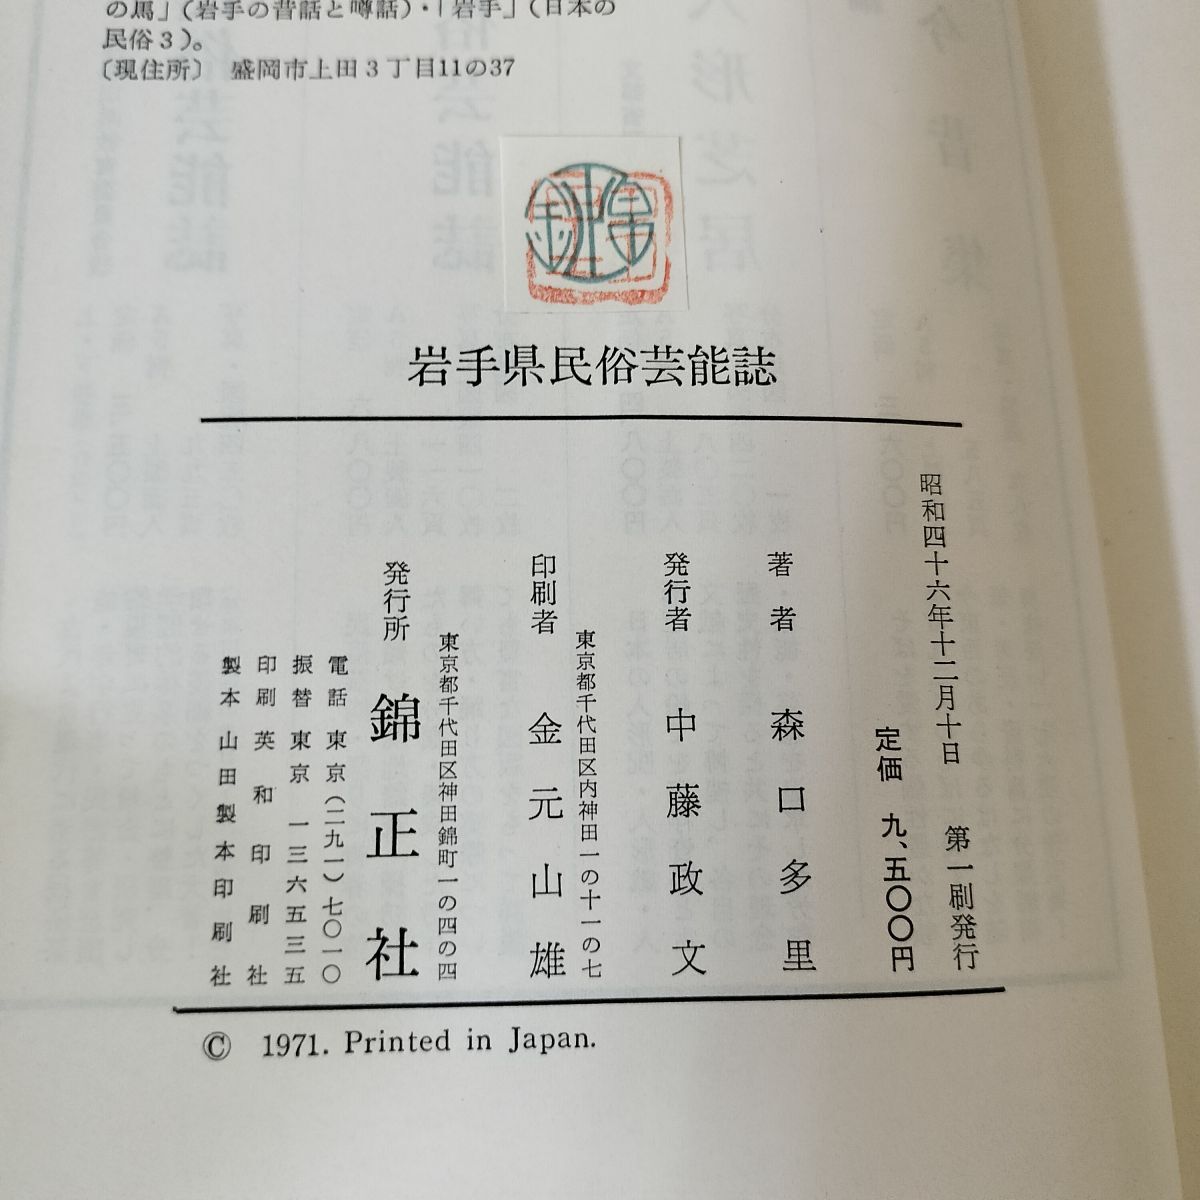 の馬」(岩手の昔話と噂話)・「岩手」(日本の
民俗3)。
〔現住所〕 盛岡市上田3丁目11の37
岩手県民俗芸能誌
昭和四十六年十二月十日 第一刷発行
定価 九、五〇〇円
著者 森口多里
発行者 中藤政文
東京都千代田区内神田一の十一の七
印刷者 金元山雄
東京都千代田区神田錦町一の四の四
発行所 錦正社
電話 東京(二九一)七〇一〇
振替 東京 一三六五三五
印刷 英和印刷社
製本 山田製本印刷社
© 1971. Printed in Japan.